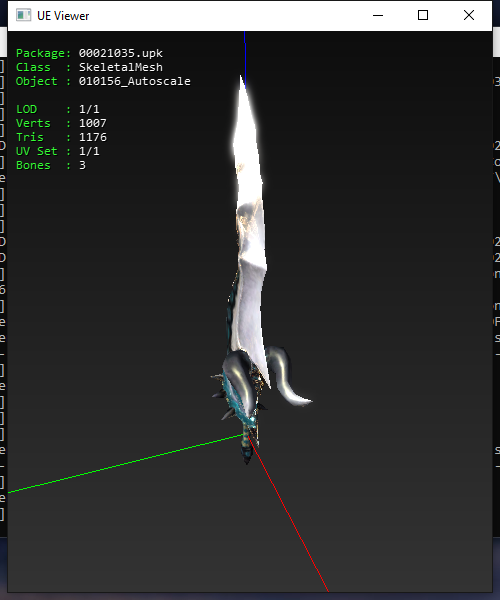 UE Viewer
Package: 00021035.upk
Class  : SkeletalMesh
Object : 010156_Autoscale
LOD    : 1/1
Verts  : 1007
Tris   : 1176
UV Set : 1/1
Bones  : 3